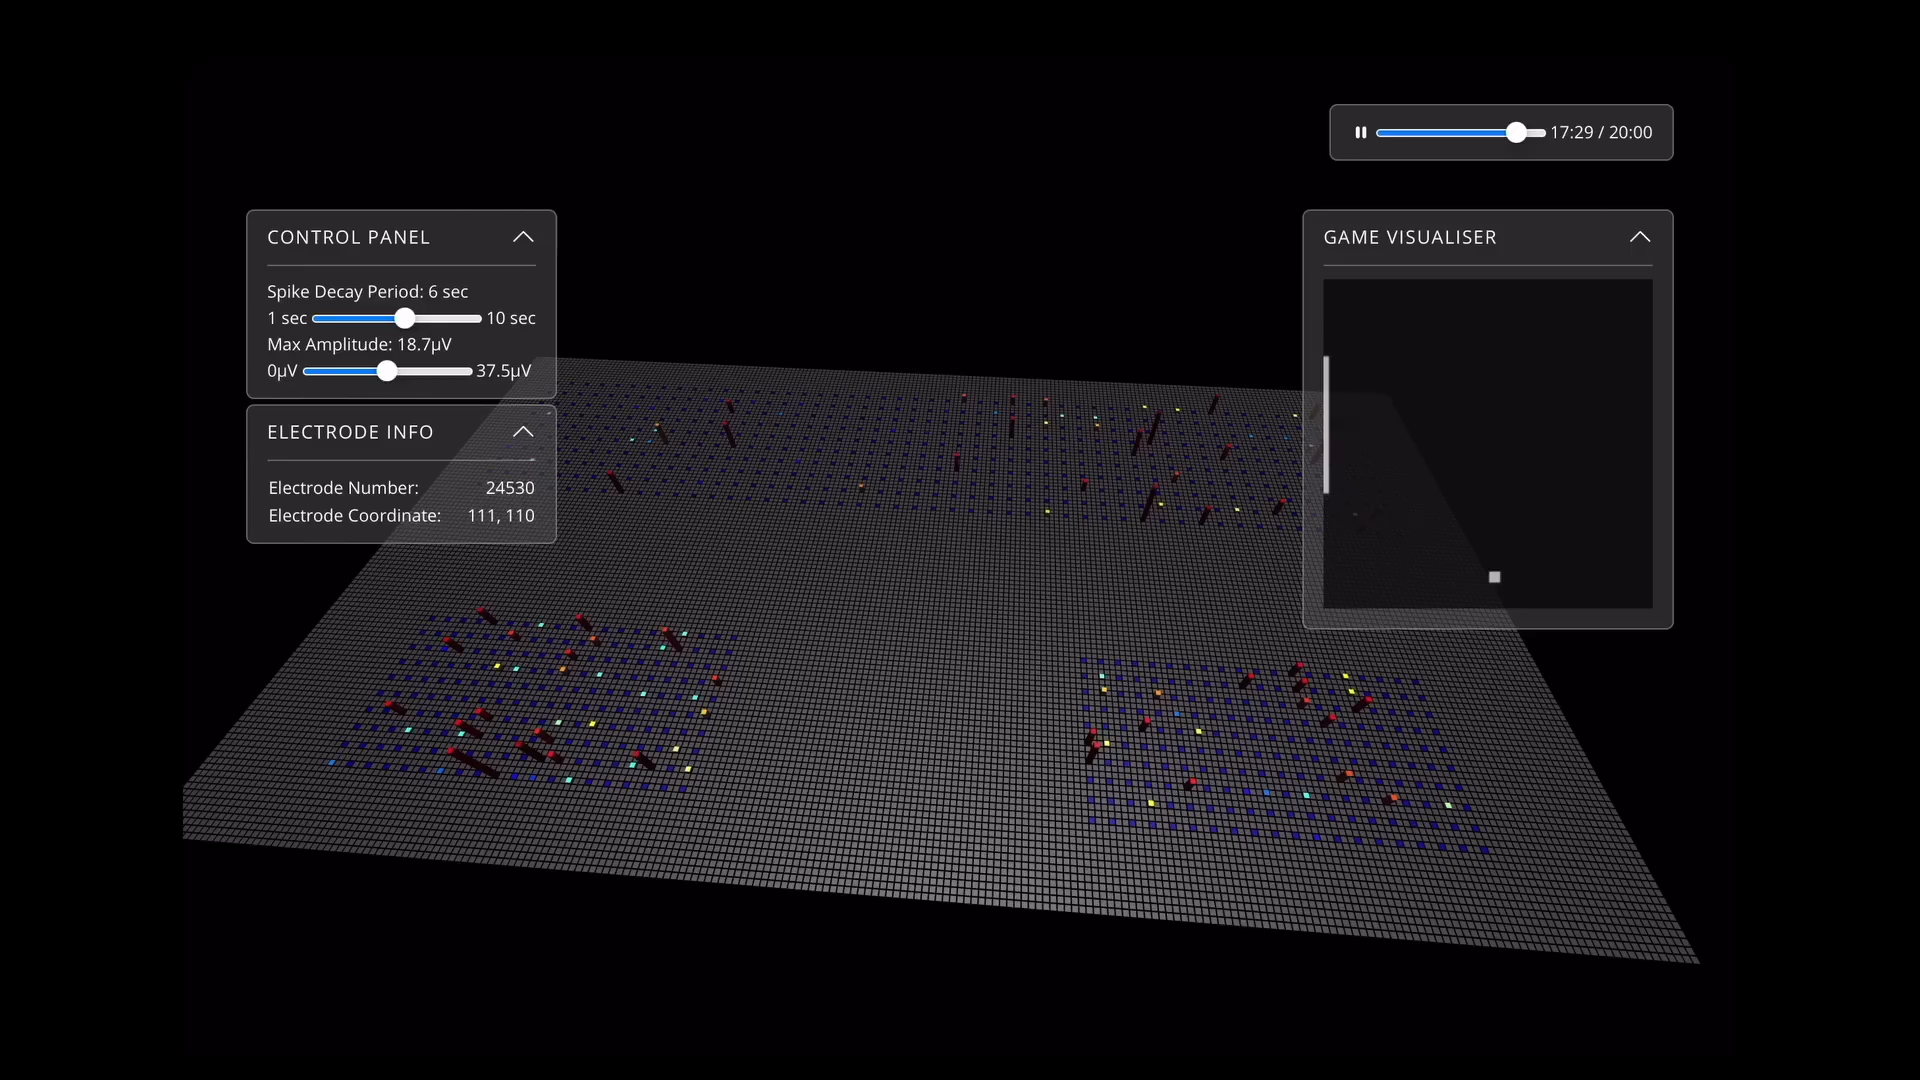 17:29 / 20:00
CONTROL PANEL
Spike Decay Period: 6 sec
1 sec 10 sec
Max Amplitude: 18.7µV
0µV 37.5µV
ELECTRODE INFO
Electrode Number: 24530
Electrode Coordinate: 111, 110
GAME VISUALISER